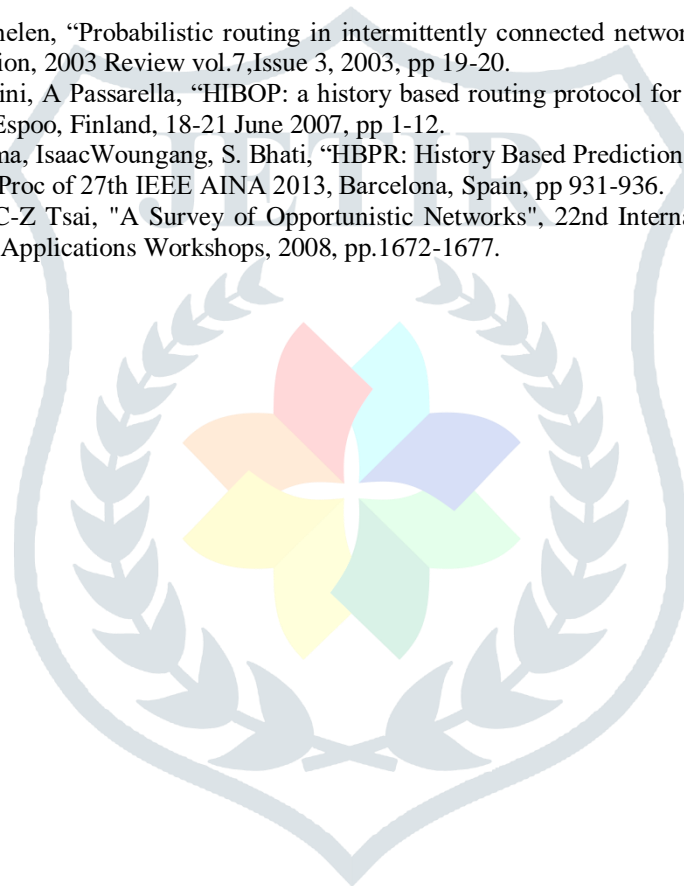 nelen, “Probabilistic routing in intermittently connected networ
ion, 2003 Review vol.7,Issue 3, 2003, pp 19-20.
ini, A Passarella, “HIBOP: a history based routing protocol for
Espoo, Finland, 18-21 June 2007, pp 1-12.
ma, IsaacWoungang, S. Bhati, “HBPR: History Based Prediction
Proc of 27th IEEE AINA 2013, Barcelona, Spain, pp 931-936.
C-Z Tsai, "A Survey of Opportunistic Networks", 22nd Interna
Applications Workshops, 2008, pp.1672-1677.
JETIR